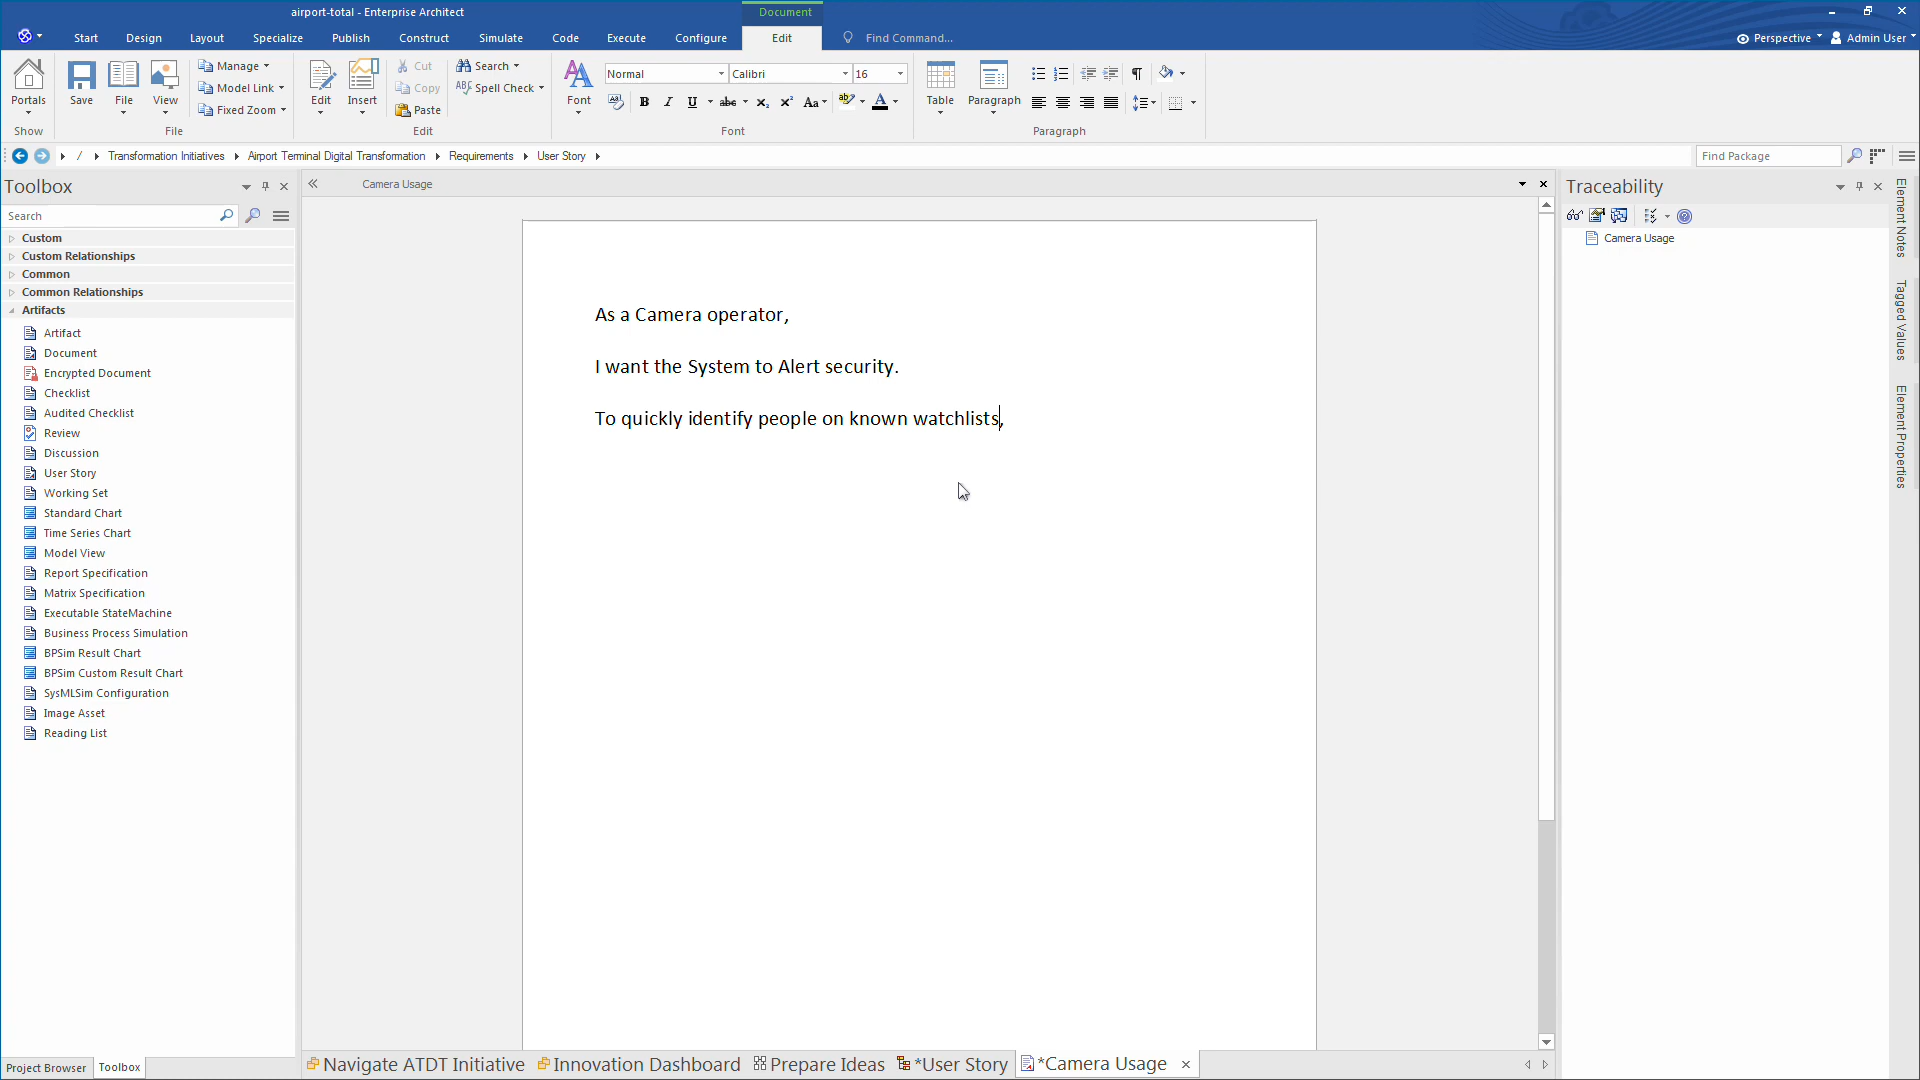 airport-total - Enterprise Architect
Document
Start Design Layout Specialize Publish Construct Simulate Code Execute Configure Edit Find Command... Perspective Admin User
Portals Save File View Manage Model Link Fixed Zoom Edit Insert Cut Copy Paste Search Spell Check Font Normal Calibri 16 Table Paragraph
Show File Edit Font Paragraph
/ Transformation Initiatives Airport Terminal Digital Transformation Requirements User Story Find Package
Toolbox
Search
Custom
Custom Relationships
Common
Common Relationships
Artifacts
Artifact
Document
Encrypted Document
Checklist
Audited Checklist
Review
Discussion
User Story
Working Set
Standard Chart
Time Series Chart
Model View
Report Specification
Matrix Specification
Executable StateMachine
Business Process Simulation
BPSim Result Chart
BPSim Custom Result Chart
SysMLSim Configuration
Image Asset
Reading List
Project Browser Toolbox
Camera Usage
As a Camera operator,
I want the System to Alert security.
To quickly identify people on known watchlists,
Navigate ATDT Initiative Innovation Dashboard Prepare Ideas *User Story *Camera Usage
Traceability
Camera Usage
Element Notes
Tagged Values
Element Properties